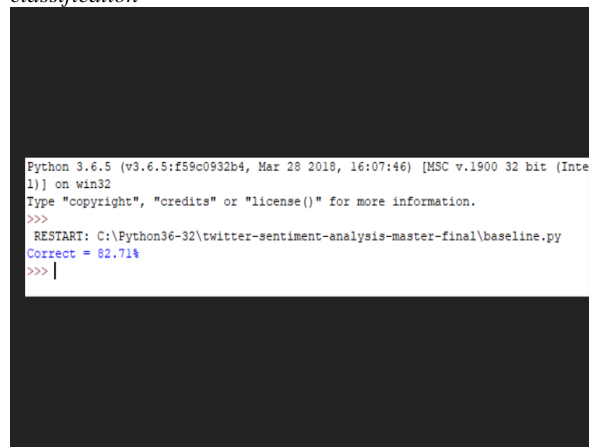 classification
Python 3.6.5 (v3.6.5:f59c0932b4, Mar 28 2018, 16:07:46) [MSC v.1900 32 bit (Inte
l)] on win32
Type "copyright", "credits" or "license()" for more information.
>>>
RESTART: C:\Python36-32\twitter-sentiment-analysis-master-final\baseline.py
Correct = 82.71%
>>>